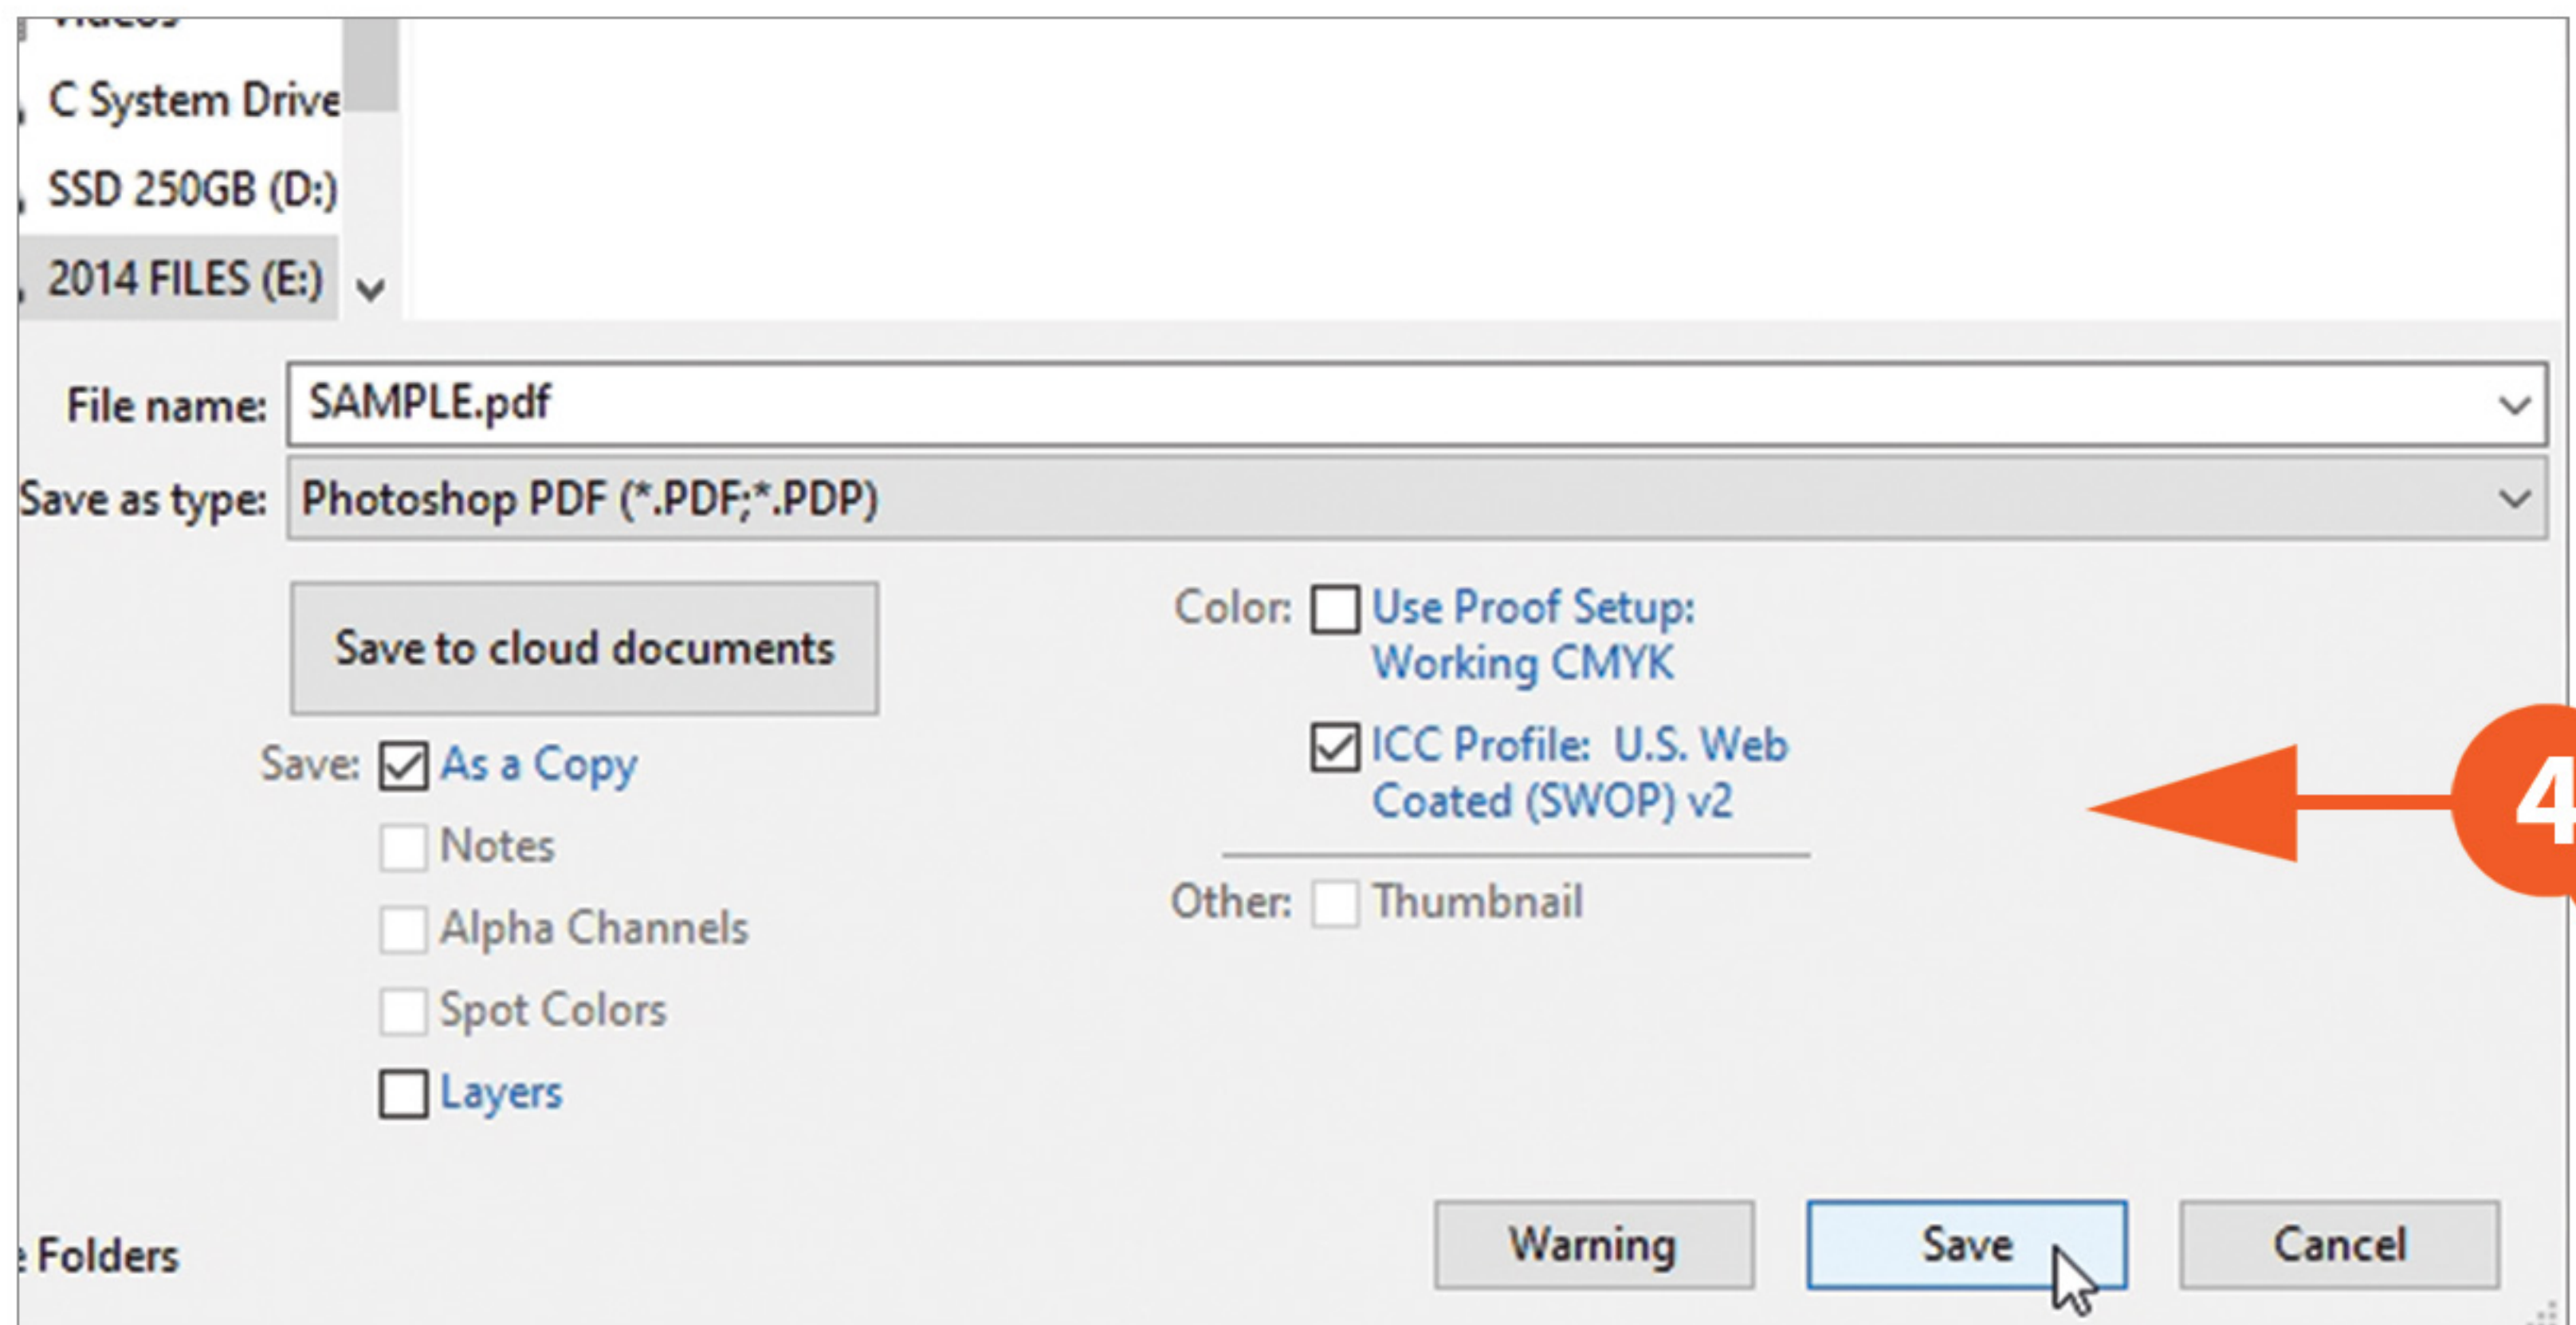 Videos
C System Drive
SSD 250GB (D:)
2014 FILES (E:)
File name: SAMPLE.pdf
Save as type: Photoshop PDF (*.PDF;*.PDP)
Save to cloud documents
Color: Use Proof Setup:
Working CMYK
ICC Profile: U.S. Web
Coated (SWOP) v2
Save: As a Copy
Notes
Alpha Channels
Spot Colors
Layers
Other: Thumbnail
4
e Folders
Warning Save Cancel